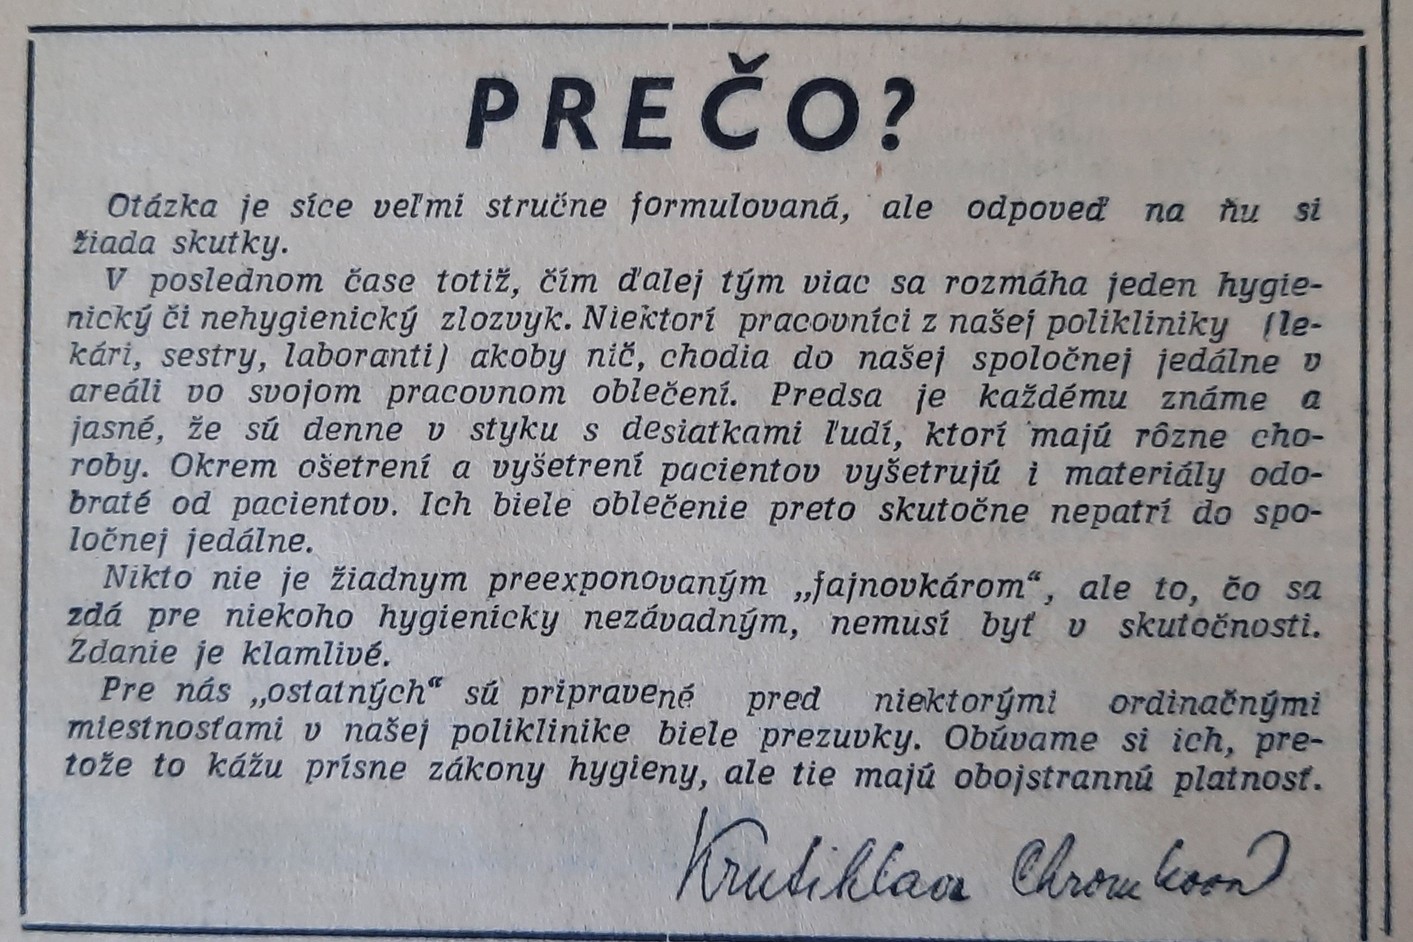 PREČO?
Otázka je síce veľmi stručne formulovaná, ale odpoveď na ňu si
žiada skutky.
V poslednom čase totiž, čím ďalej tým viac sa rozmáha jeden hygie-
nický či nehygienický zlozvyk. Niektorí pracovníci z našej polikliniky (le-
kári, sestry, laboranti) akoby nič, chodia do našej spoločnej jedálne v
areáli vo svojom pracovnom oblečení. Predsa je každému známe a
jasné, že sú denne v styku s desiatkami ľudí, ktorí majú rôzne cho-
roby. Okrem ošetrení a vyšetrení pacientov vyšetrujú i materiály odo-
braté od pacientov. Ich biele oblečenie preto skutočne nepatrí do spo-
ločnej jedálne.
Nikto nie je žiadnym preexponovaným „fajnovkárom“, ale to, čo sa
zdá pre niekoho hygienicky nezávadným, nemusí byť v skutočnosti.
Zdanie je klamlivé.
Pre nás „ostatných“ sú pripravené pred niektorými ordinačnými
miestnosťami v našej poliklinike biele prezuvky. Obúvame si ich, pre-
tože to kážu prísne zákony hygieny, ale tie majú obojstrannú platnosť.